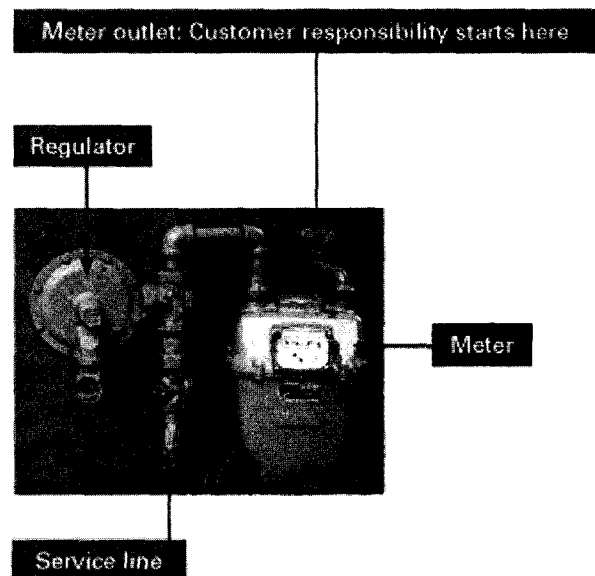 Meter outlet: Customer responsibility starts here
Regulator
Meter
Service line